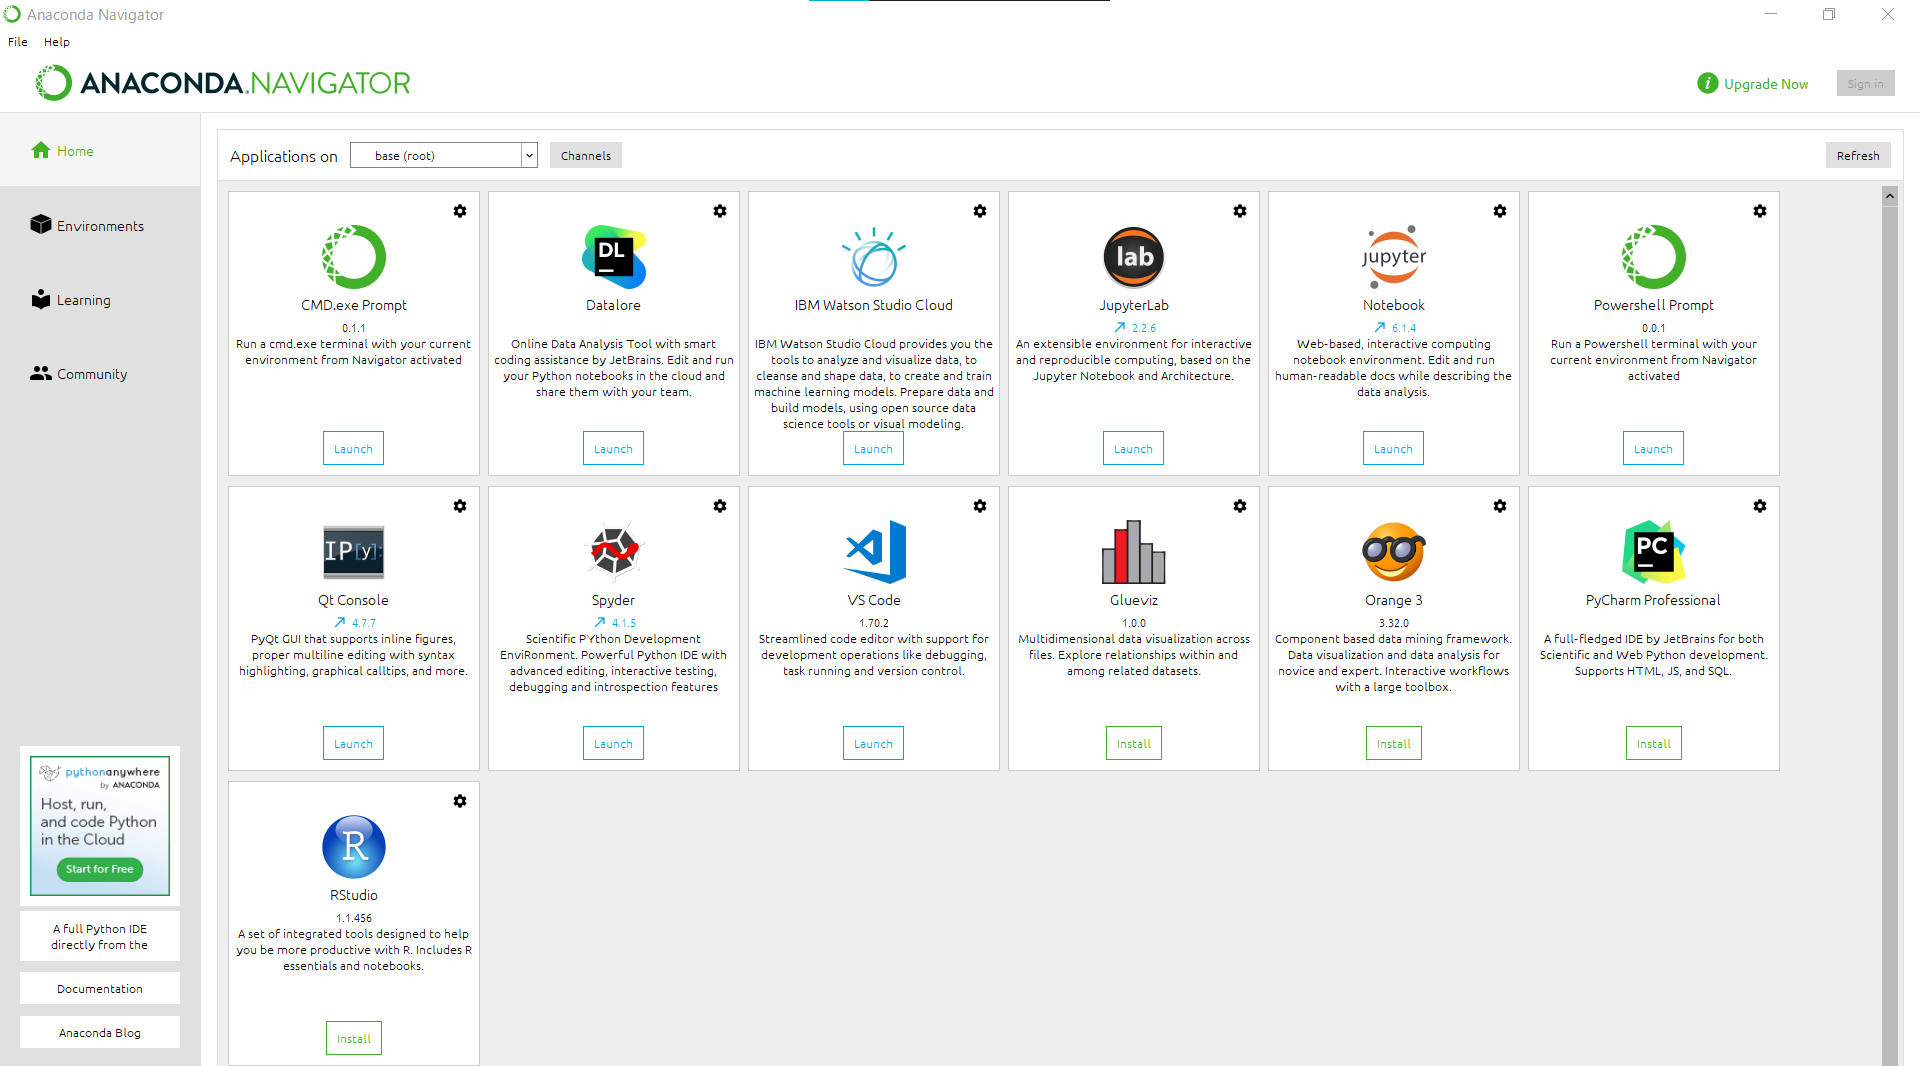 Anaconda Navigator
File Help
ANACONDA.NAVIGATOR
i Upgrade Now Sign in
Home
Environments
Learning
Community
Applications on base (root) Channels Refresh
CMD.exe Prompt
0.1.1
Run a cmd.exe terminal with your current
environment from Navigator activated
Launch
DL
Datalore
Online Data Analysis Tool with smart
coding assistance by JetBrains. Edit and run
your Python notebooks in the cloud and
share them with your team.
Launch
IBM Watson Studio Cloud
IBM Watson Studio Cloud provides you the
tools to analyze and visualize data, to
cleanse and shape data, to create and train
machine learning models. Prepare data and
build models, using open source data
science tools or visual modeling.
Launch
lab
JupyterLab
2.2.6
An extensible environment for interactive
and reproducible computing, based on the
Jupyter Notebook and Architecture.
Launch
jupyter
Notebook
6.1.4
Web-based, interactive computing
notebook environment. Edit and run
human-readable docs while describing the
data analysis.
Launch
Powershell Prompt
0.0.1
Run a Powershell terminal with your
current environment from Navigator
activated
Launch
IP[y]:
Qt Console
4.7.7
PyQt GUI that supports inline figures,
proper multiline editing with syntax
highlighting, graphical calltips, and more.
Launch
Spyder
4.1.5
Scientific PYthon Development
EnviRonment. Powerful Python IDE with
advanced editing, interactive testing,
debugging and introspection features
Launch
VS Code
1.70.2
Streamlined code editor with support for
development operations like debugging,
task running and version control.
Launch
Glueviz
1.0.0
Multidimensional data visualization across
files. Explore relationships within and
among related datasets.
Install
Orange 3
3.32.0
Component based data mining framework.
Data visualization and data analysis for
novice and expert. Interactive workflows
with a large toolbox.
Install
PC
PyCharm Professional
A full-fledged IDE by JetBrains for both
Scientific and Web Python development.
Supports HTML, JS, and SQL.
Install
R
RStudio
1.1.456
A set of integrated tools designed to help
you be more productive with R. Includes R
essentials and notebooks.
Install
pythonanywhere
by ANACONDA
Host, run,
and code Python
in the Cloud
Start for Free
A full Python IDE
directly from the
Documentation
Anaconda Blog